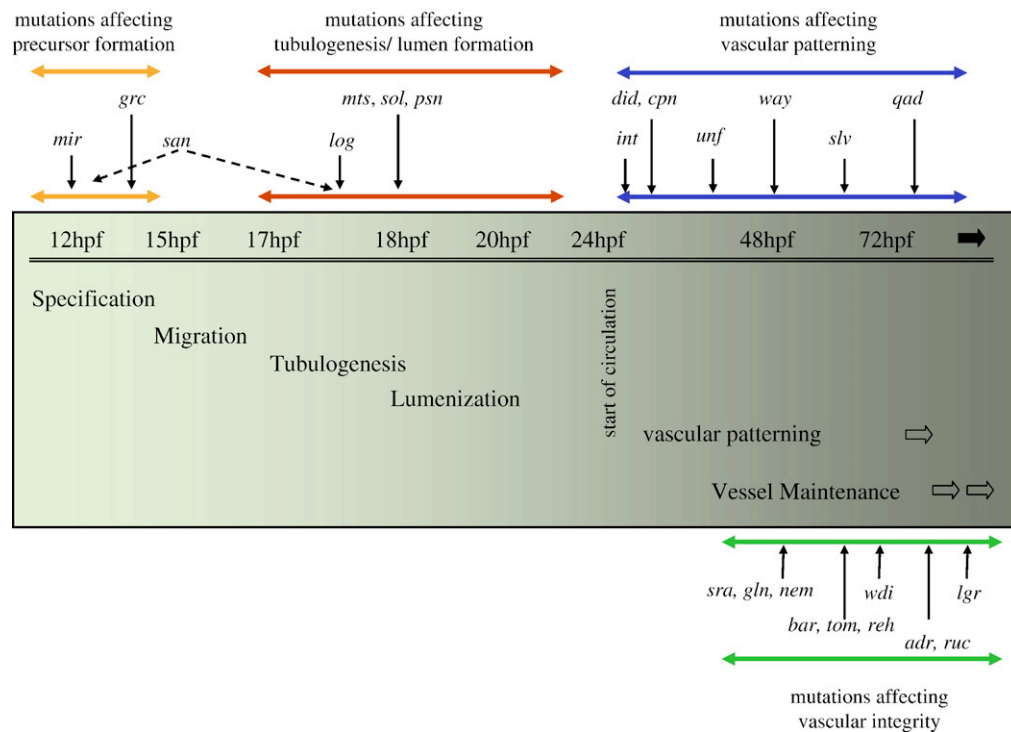 mutations affecting
precursor formation
mutations affecting
tubulogenesis/ lumen formation
mutations affecting
vascular patterning
grc
mts, sol, psn
did, cpn
way
qad
mir
san
log
int
unf
slv
12hpf 15hpf 17hpf 18hpf 20hpf 24hpf 48hpf 72hpf
Specification
Migration
Tubulogenesis
Lumenization
start of circulation
vascular patterning
Vessel Maintenance
sra, gln, nem
wdi
lgr
bar, tom, reh
adr, ruc
mutations affecting
vascular integrity